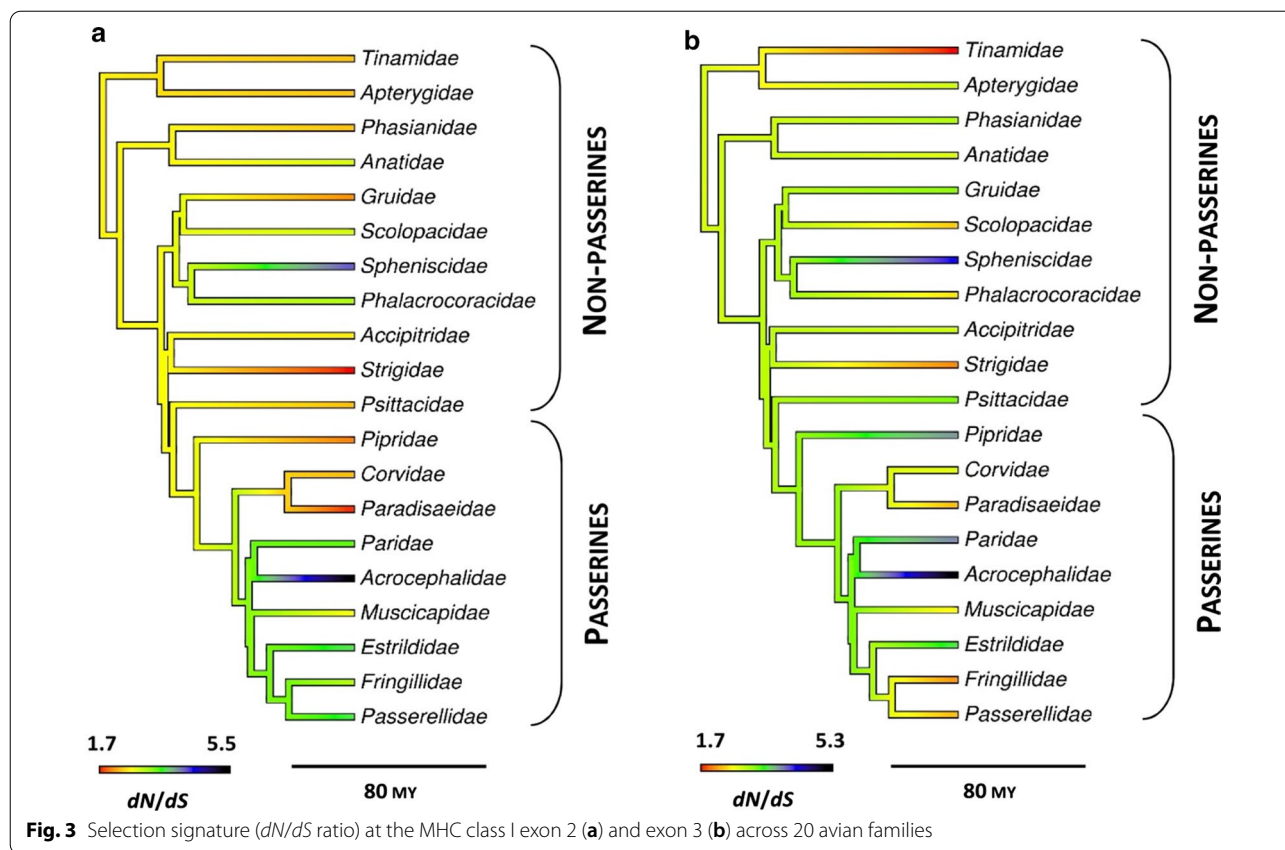 a
Tinamidae
Apterygidae
Phasianidae
Anatidae
Gruidae
Scolopacidae
Spheniscidae
Phalacrocoracidae
Accipitridae
Strigidae
Psittacidae
Pipridae
Corvidae
Paradisaeidae
Paridae
Acrocephalidae
Muscicapidae
Estrildidae
Fringillidae
Passerellidae
NON-PASSERINES
PASSERINES
1.7 5.5
dN/dS
80 MY
b
Tinamidae
Apterygidae
Phasianidae
Anatidae
Gruidae
Scolopacidae
Spheniscidae
Phalacrocoracidae
Accipitridae
Strigidae
Psittacidae
Pipridae
Corvidae
Paradisaeidae
Paridae
Acrocephalidae
Muscicapidae
Estrildidae
Fringillidae
Passerellidae
NON-PASSERINES
PASSERINES
1.7 5.3
dN/dS
80 MY
Fig. 3 Selection signature (dN/dS ratio) at the MHC class I exon 2 (a) and exon 3 (b) across 20 avian families